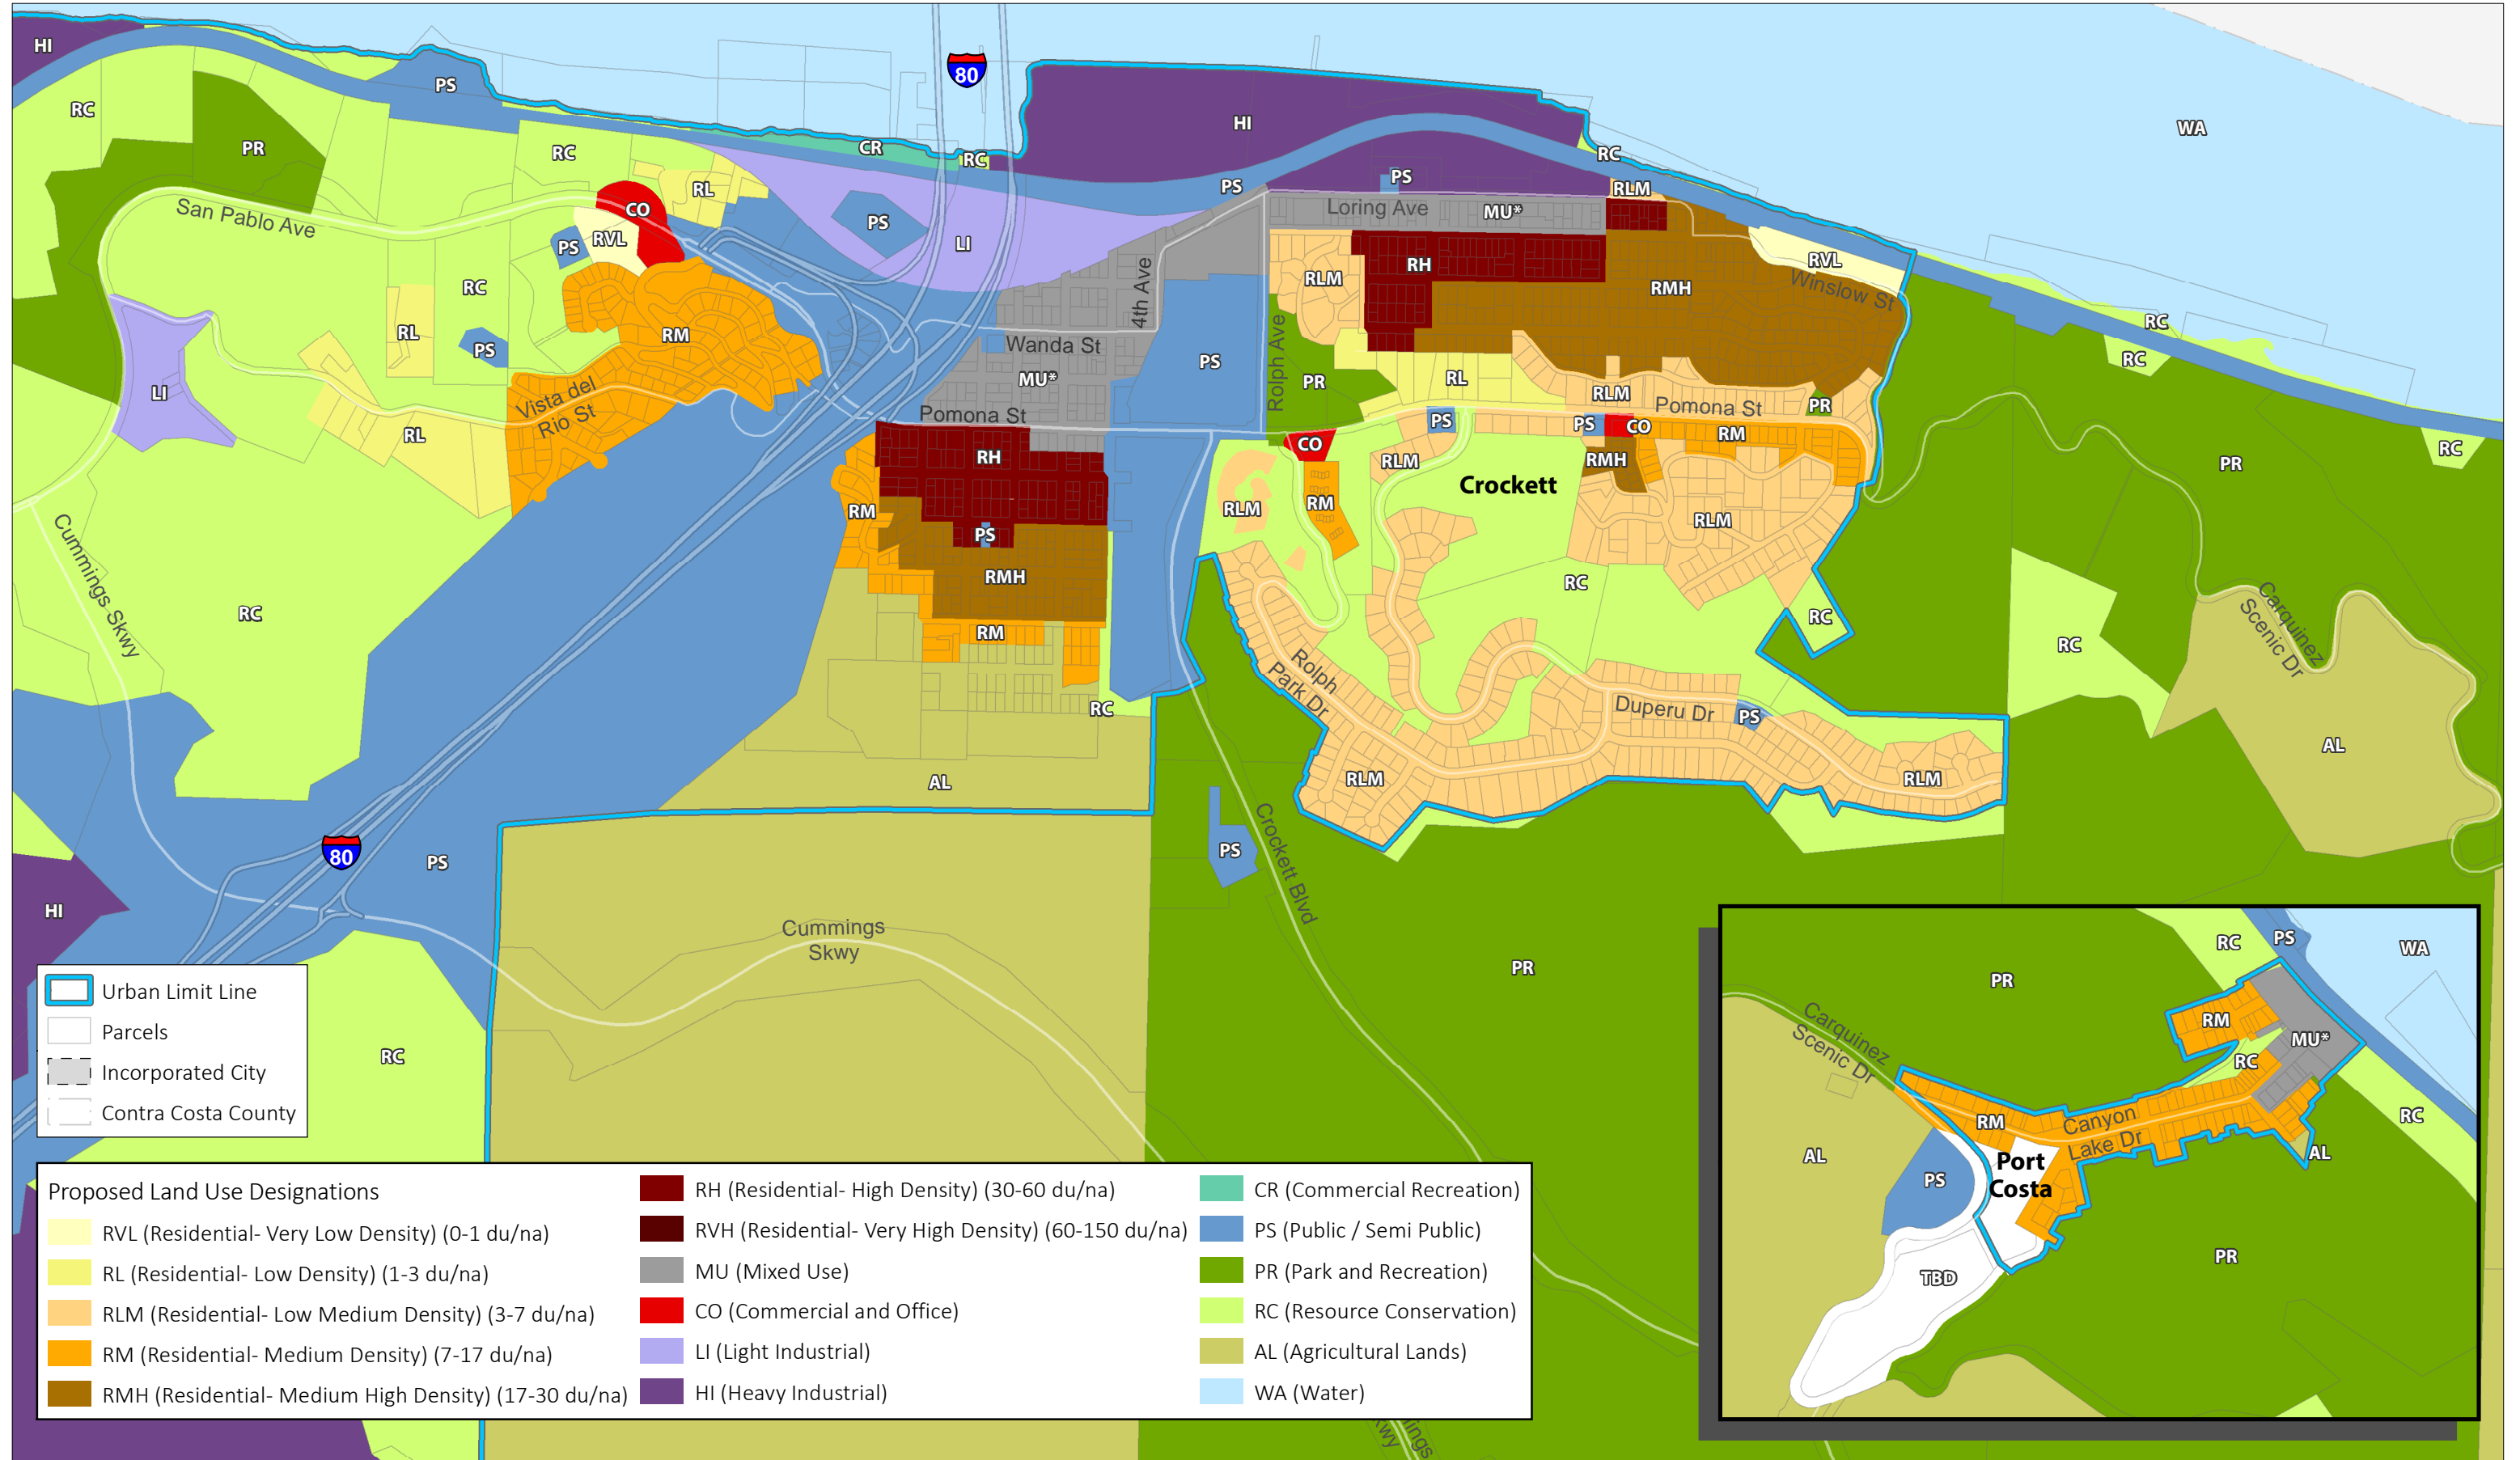 HI
PS
80
RC
PR
RC
CR
RC
HI
WA
San Pablo Ave
CO
RL
PS
RVL
PS
LI
PS
PS
RC
RLM
Loring Ave
MU*
RC
RL
PS
RM
LI
RL
Vista del
Rio St
4th Ave
Wanda St
MU*
Pomona St
PS
RLM
RH
RMH
RVL
Winslow St
Rolph Ave
PR
RL
RLM
Pomona St
PR
RC
RC
RC
PR
RH
RM
PS
RMH
RM
RC
AL
CO
RLM
RM
RLM
PS
PS
CO
RM
RMH
Crockett
RLM
RC
RC
RC
Carquinez
Scenic Dr
AL
Rolph
Park Dr
Duperu Dr
PS
RLM
RLM
Cummings Skwy
RC
80
PS
HI
RC
Cummings
Skwy
PS
Crockett Blvd
PR
ings
kwy
Urban Limit Line
Parcels
Incorporated City
Contra Costa County
Proposed Land Use Designations
RVL (Residential- Very Low Density) (0-1 du/na)
RL (Residential- Low Density) (1-3 du/na)
RLM (Residential- Low Medium Density) (3-7 du/na)
RM (Residential- Medium Density) (7-17 du/na)
RMH (Residential- Medium High Density) (17-30 du/na)
RH (Residential- High Density) (30-60 du/na)
RVH (Residential- Very High Density) (60-150 du/na)
MU (Mixed Use)
CO (Commercial and Office)
LI (Light Industrial)
HI (Heavy Industrial)
CR (Commercial Recreation)
PS (Public / Semi Public)
PR (Park and Recreation)
RC (Resource Conservation)
AL (Agricultural Lands)
WA (Water)
RC
PS
WA
PR
Carquinez
Scenic Dr
RM
MU*
RC
RM
Canyon
Lake Dr
RC
AL
AL
PS
Port
Costa
TBD
PR